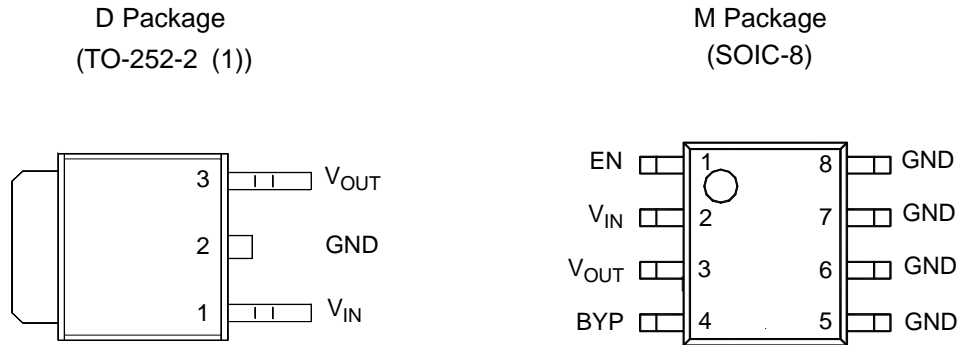 D Package
(TO-252-2 (1))
3 VOUT
2 GND
1 VIN
M Package
(SOIC-8)
EN 1 8 GND
VIN 2 7 GND
VOUT 3 6 GND
BYP 4 5 GND